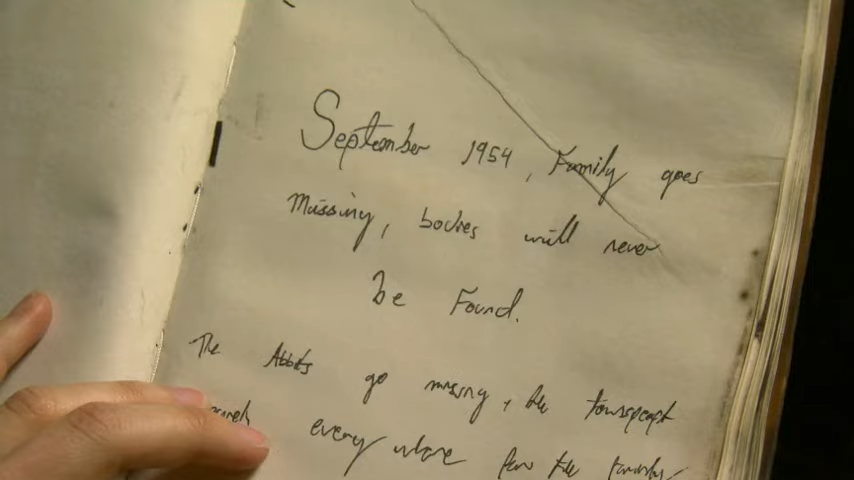 September 1954, Family goes
missing, bodies will never
be Found.
The Abbots go missing, the townspeople
every where for the family